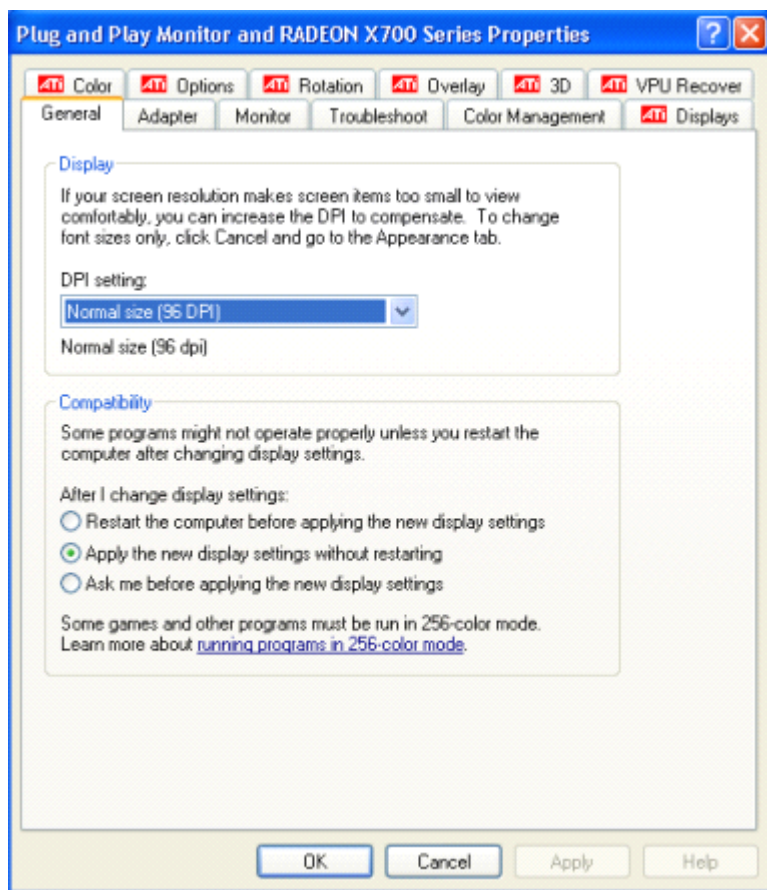 Plug and Play Monitor and RADEON X700 Series Properties
ATI Color ATI Options ATI Rotation ATI Overlay ATI 3D ATI VPU Recover
General Adapter Monitor Troubleshoot Color Management ATI Displays
Display
If your screen resolution makes screen items too small to view
comfortably, you can increase the DPI to compensate. To change
font sizes only, click Cancel and go to the Appearance tab.
DPI setting:
Normal size (96 DPI)
Normal size (96 dpi)
Compatibility
Some programs might not operate properly unless you restart the
computer after changing display settings.
After I change display settings:
Restart the computer before applying the new display settings
Apply the new display settings without restarting
Ask me before applying the new display settings
Some games and other programs must be run in 256-color mode.
Learn more about running programs in 256-color mode.
OK Cancel Apply Help